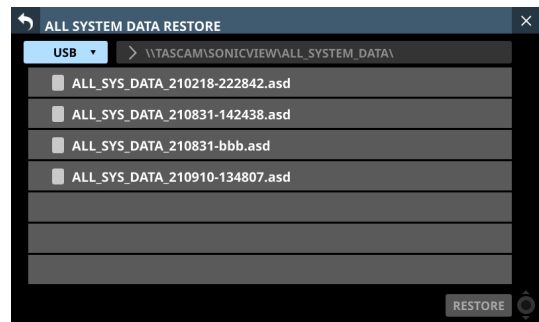 ALL SYSTEM DATA RESTORE
USB
\\TASCAM\SONICVIEW\ALL_SYSTEM_DATA\
ALL_SYS_DATA_210218-222842.asd
ALL_SYS_DATA_210831-142438.asd
ALL_SYS_DATA_210831-bbb.asd
ALL_SYS_DATA_210910-134807.asd
RESTORE